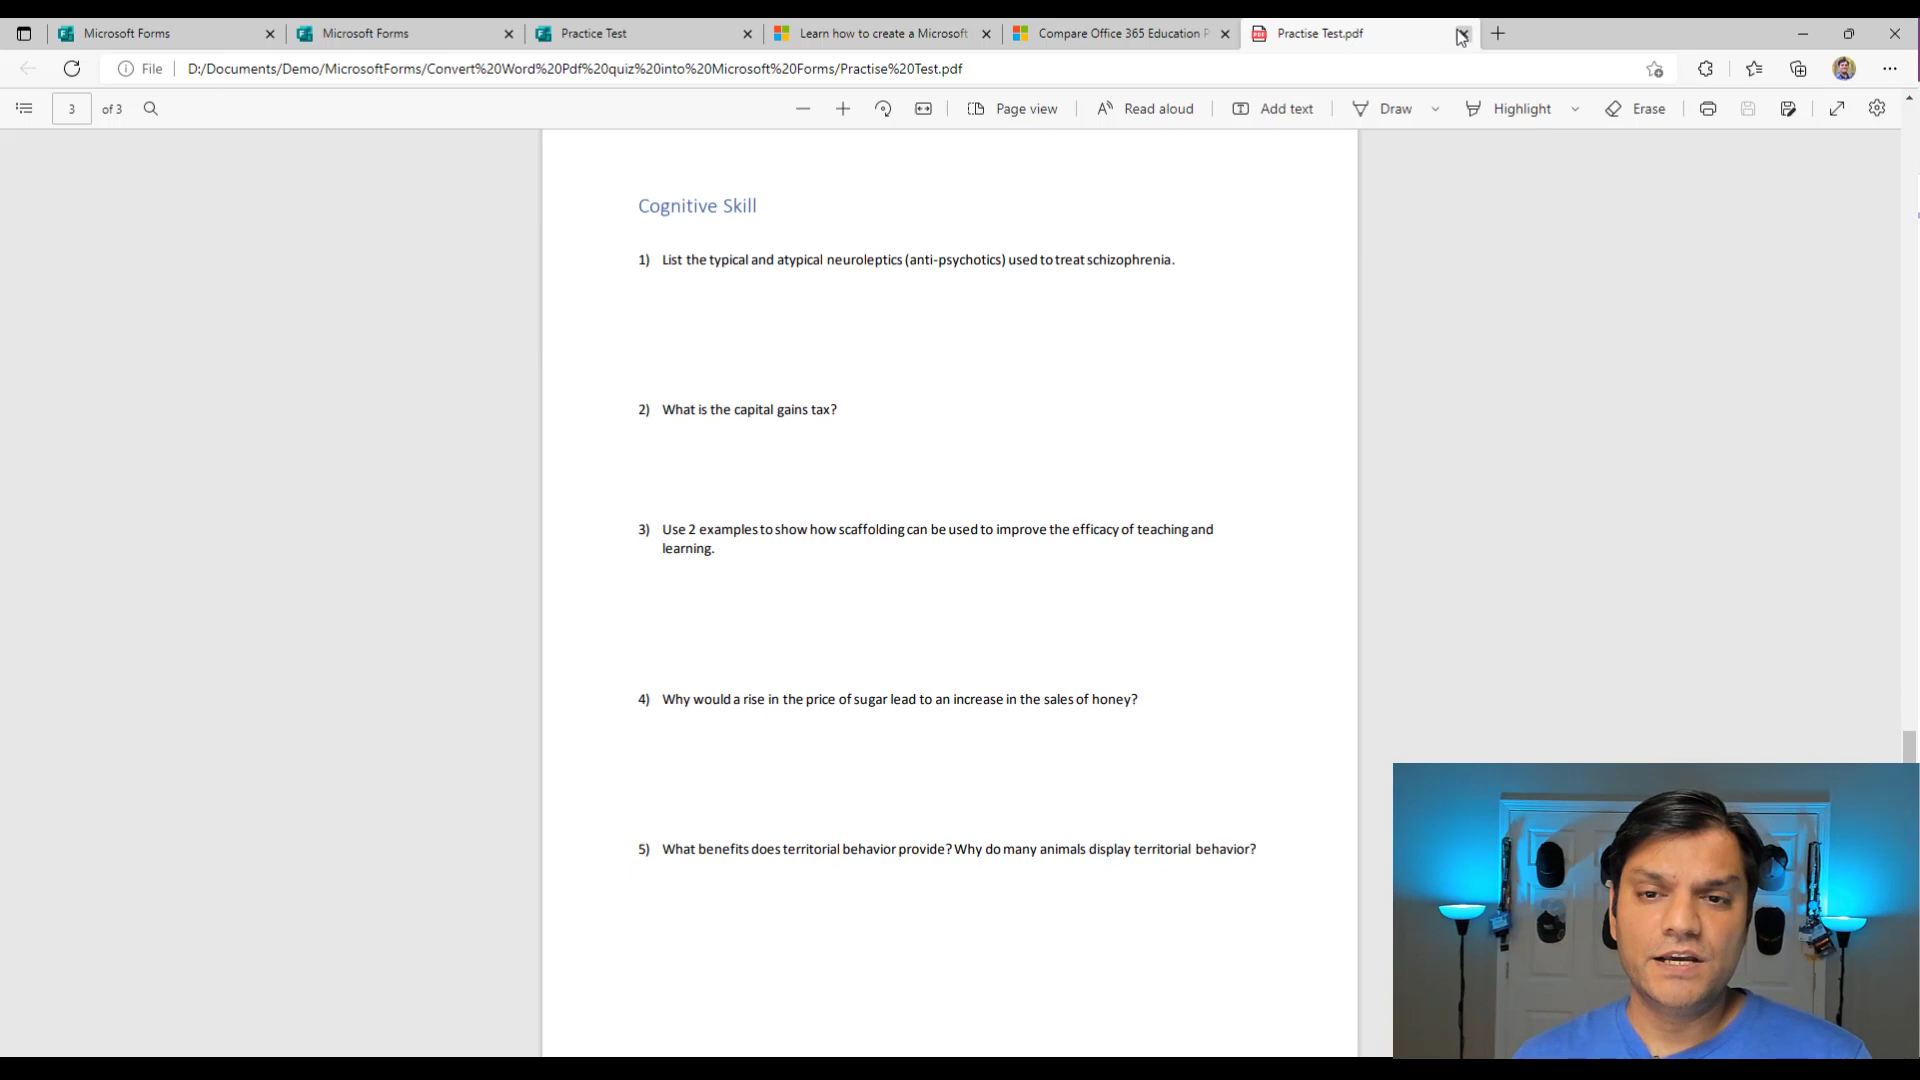 Microsoft Forms
Microsoft Forms
Practice Test
Learn how to create a Microsoft
Compare Office 365 Education P
Practise Test.pdf
File
D:/Documents/Demo/MicrosoftForms/Convert%20Word%20Pdf%20quiz%20into%20Microsoft%20Forms/Practise%20Test.pdf
3 of 3
Page view
Read aloud
Add text
Draw
Highlight
Erase
Cognitive Skill
1) List the typical and atypical neuroleptics (anti-psychotics) used to treat schizophrenia.
2) What is the capital gains tax?
3) Use 2 examples to show how scaffolding can be used to improve the efficacy of teaching and
learning.
4) Why would a rise in the price of sugar lead to an increase in the sales of honey?
5) What benefits does territorial behavior provide? Why do many animals display territorial behavior?